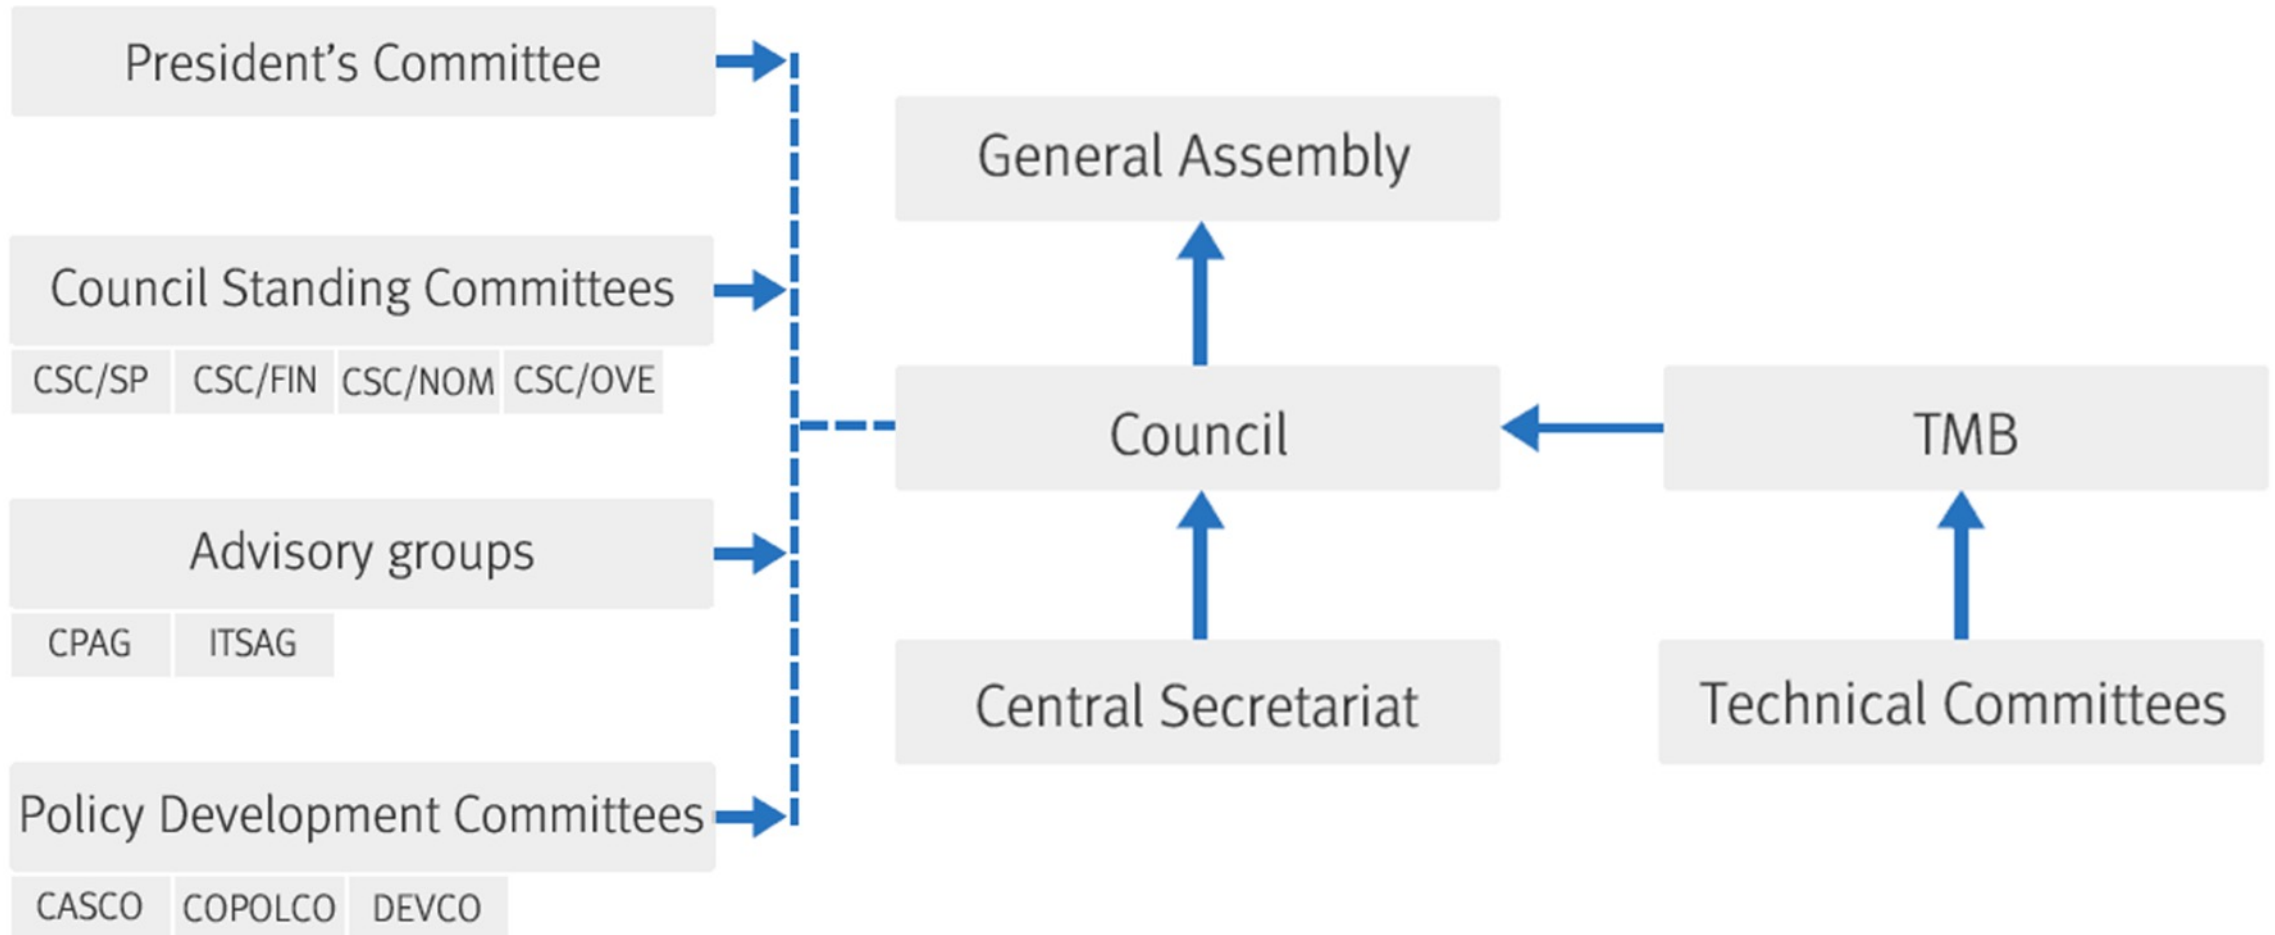 President’s Committee
Council Standing Committees
CSC/SP CSC/FIN CSC/NOM CSC/OVE
Advisory groups
CPAG ITSAG
Policy Development Committees
CASCO COPOLCO DEVCO
General Assembly
Council
Central Secretariat
TMB
Technical Committees